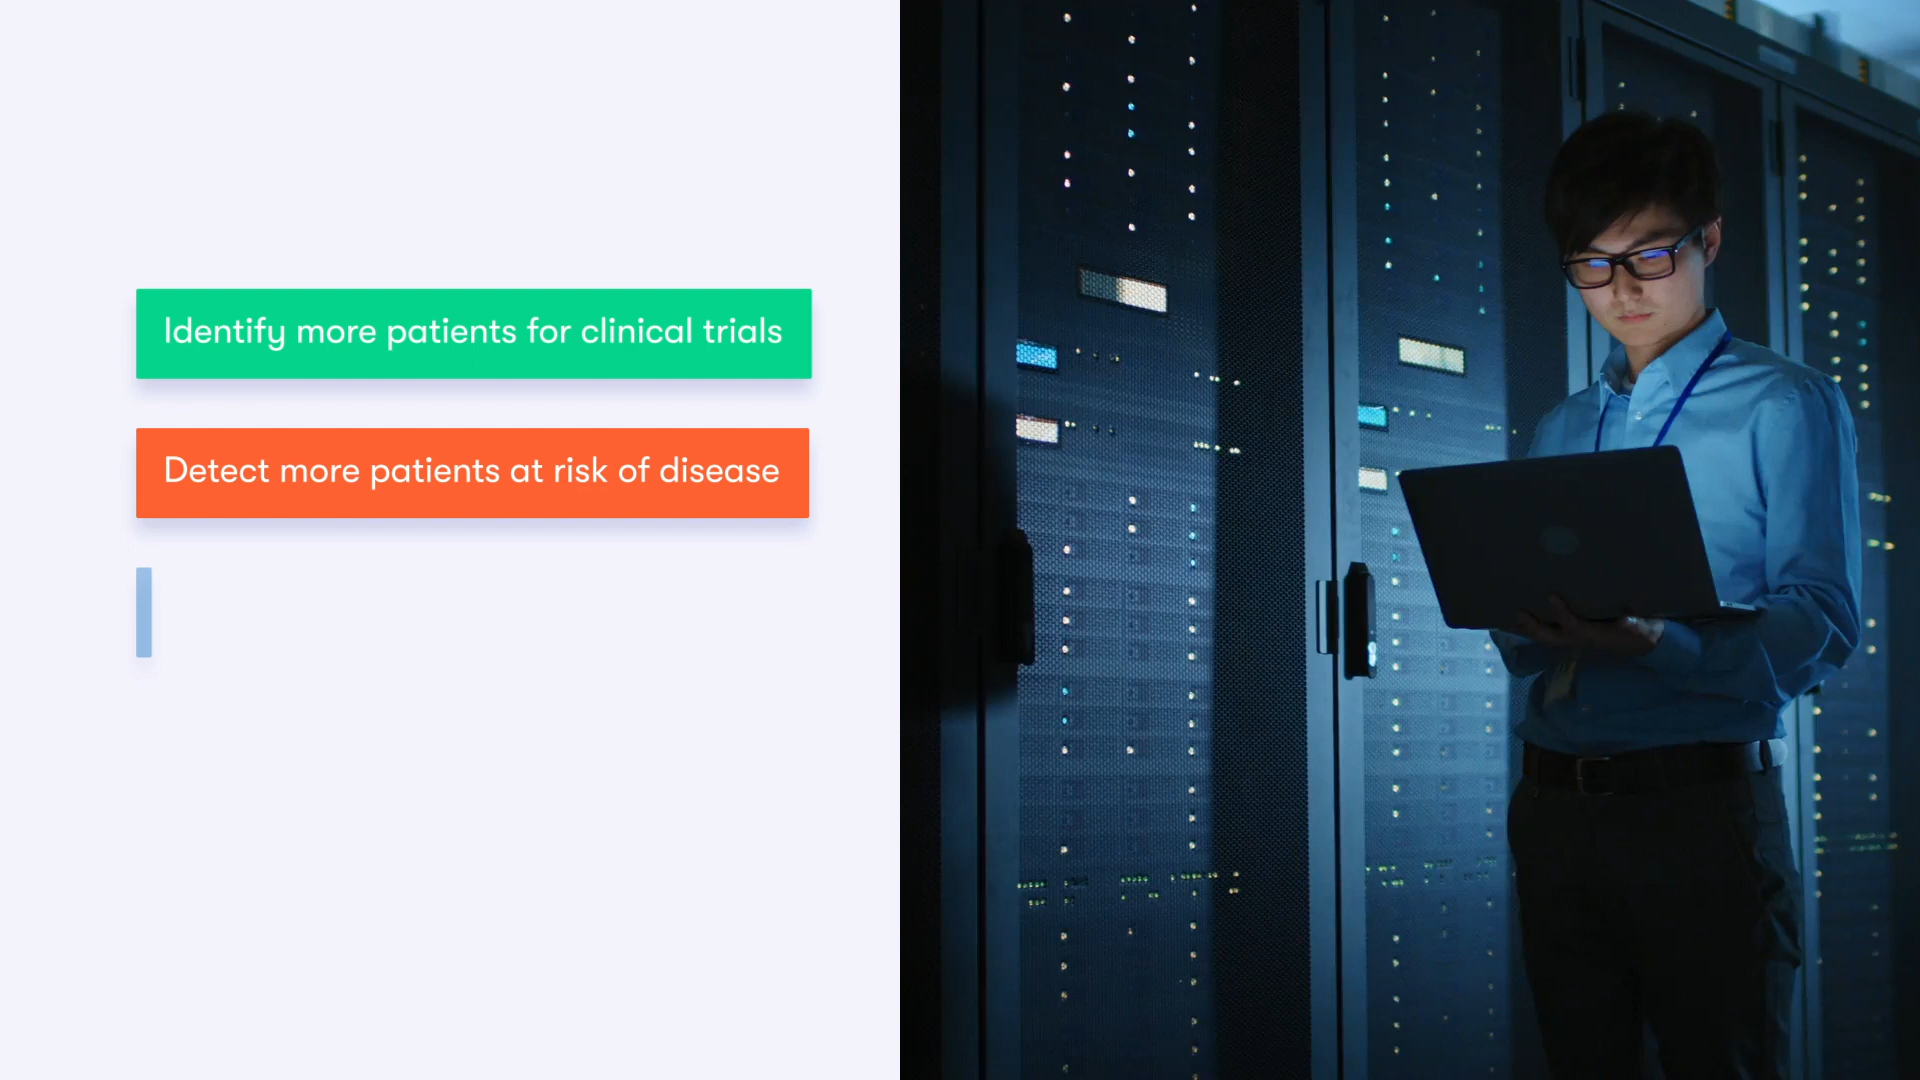 Identify more patients for clinical trials
Detect more patients at risk of disease